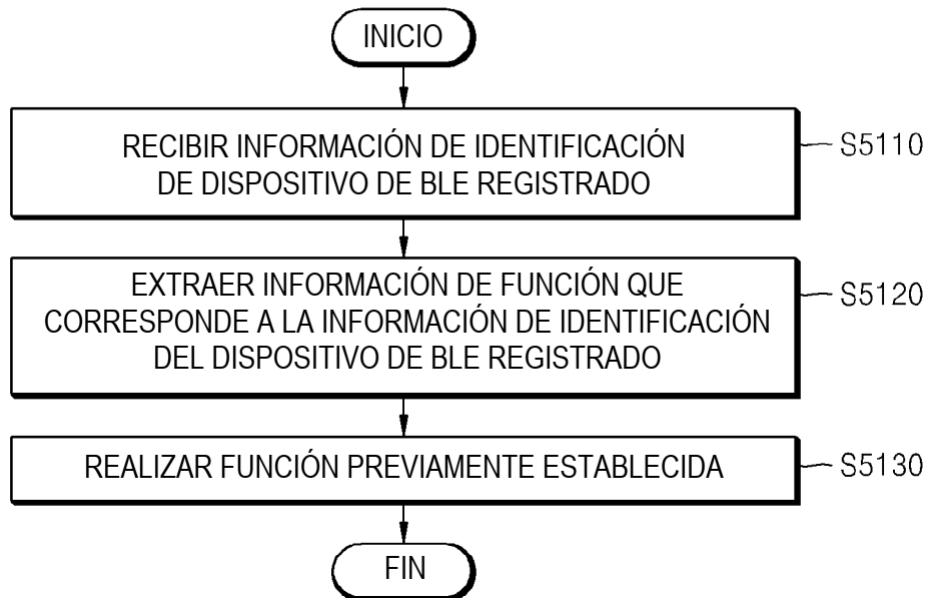 INICIO
RECIBIR INFORMACIÓN DE IDENTIFICACIÓN
DE DISPOSITIVO DE BLE REGISTRADO
S5110
EXTRAER INFORMACIÓN DE FUNCIÓN QUE
CORRESPONDE A LA INFORMACIÓN DE IDENTIFICACIÓN
DEL DISPOSITIVO DE BLE REGISTRADO
S5120
REALIZAR FUNCIÓN PREVIAMENTE ESTABLECIDA
S5130
FIN